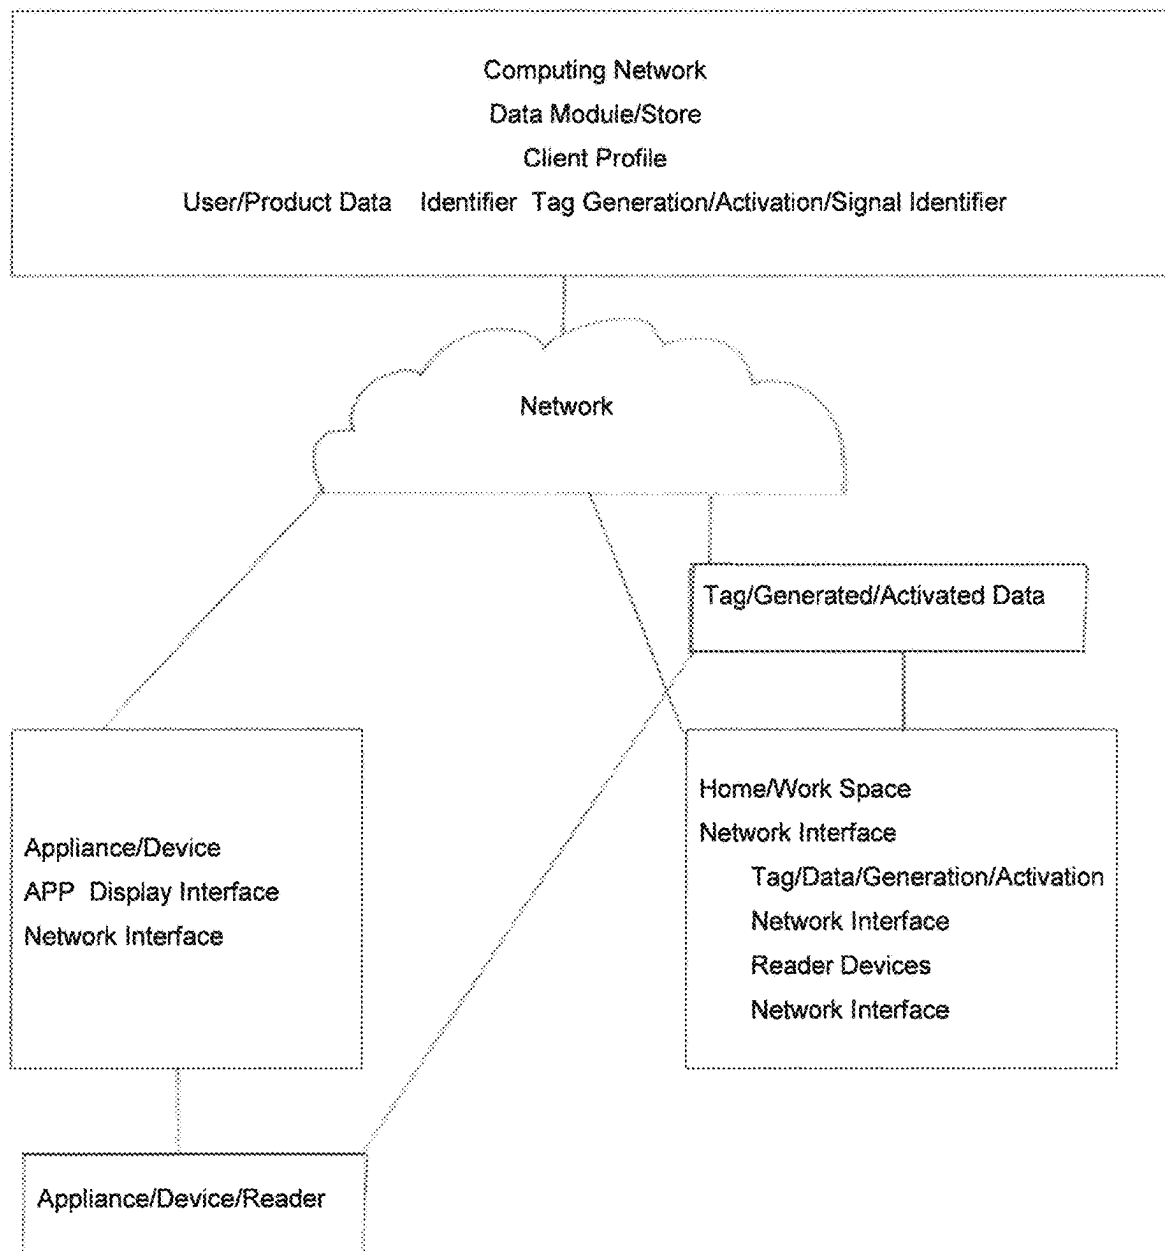 Computing Network
Data Module/Store
Client Profile
User/Product Data Identifier Tag Generation/Activation/Signal Identifier
Network
Tag/Generated/Activated Data
Appliance/Device
APP Display Interface
Network Interface
Home/Work Space
Network Interface
Tag/Data/Generation/Activation
Network Interface
Reader Devices
Network Interface
Appliance/Device/Reader